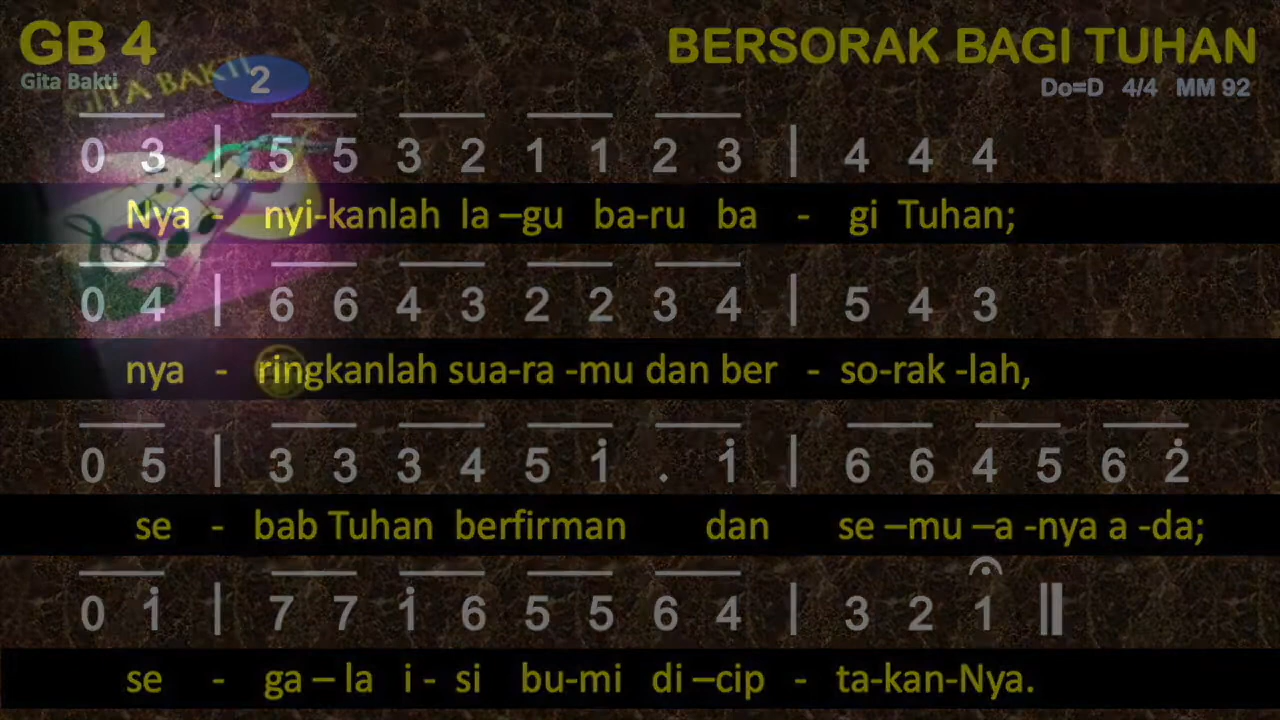 GB 4
BERSORAK BAGI TUHAN
Gita Bakti
GITA BAKTI
2
Do=D 4/4 MM 92
0 3 | 5 5 3 2 1 1 2 3 | 4 4 4
Nya - nyi-kanlah la –gu ba-ru ba - gi Tuhan;
0 4 | 6 6 4 3 2 2 3 4 | 5 4 3
nya - ringkanlah sua-ra -mu dan ber - so-rak -lah,
0 5 | 3 3 3 4 5 1̇ . 1̇ | 6 6 4 5 6 2̇
se - bab Tuhan berfirman dan se –mu –a -nya a -da;
0 1̇ | 7 7 1̇ 6 5 5 6 4 | 3 2 1 ||
se - ga – la i - si bu-mi di –cip - ta-kan-Nya.